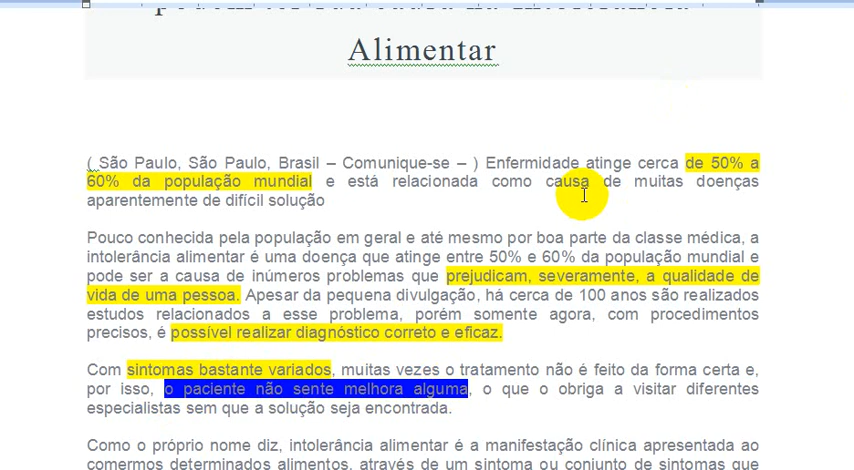 Alimentar
( São Paulo, São Paulo, Brasil – Comunique-se – ) Enfermidade atinge cerca de 50% a
60% da população mundial e está relacionada como causa de muitas doenças
aparentemente de difícil solução
Pouco conhecida pela população em geral e até mesmo por boa parte da classe médica, a
intolerância alimentar é uma doença que atinge entre 50% e 60% da população mundial e
pode ser a causa de inúmeros problemas que prejudicam, severamente, a qualidade de
vida de uma pessoa. Apesar da pequena divulgação, há cerca de 100 anos são realizados
estudos relacionados a esse problema, porém somente agora, com procedimentos
precisos, é possível realizar diagnóstico correto e eficaz.
Com sintomas bastante variados, muitas vezes o tratamento não é feito da forma certa e,
por isso, o paciente não sente melhora alguma, o que o obriga a visitar diferentes
especialistas sem que a solução seja encontrada.
Como o próprio nome diz, intolerância alimentar é a manifestação clínica apresentada ao
comermos determinados alimentos, através de um sintoma ou conjunto de sintomas que